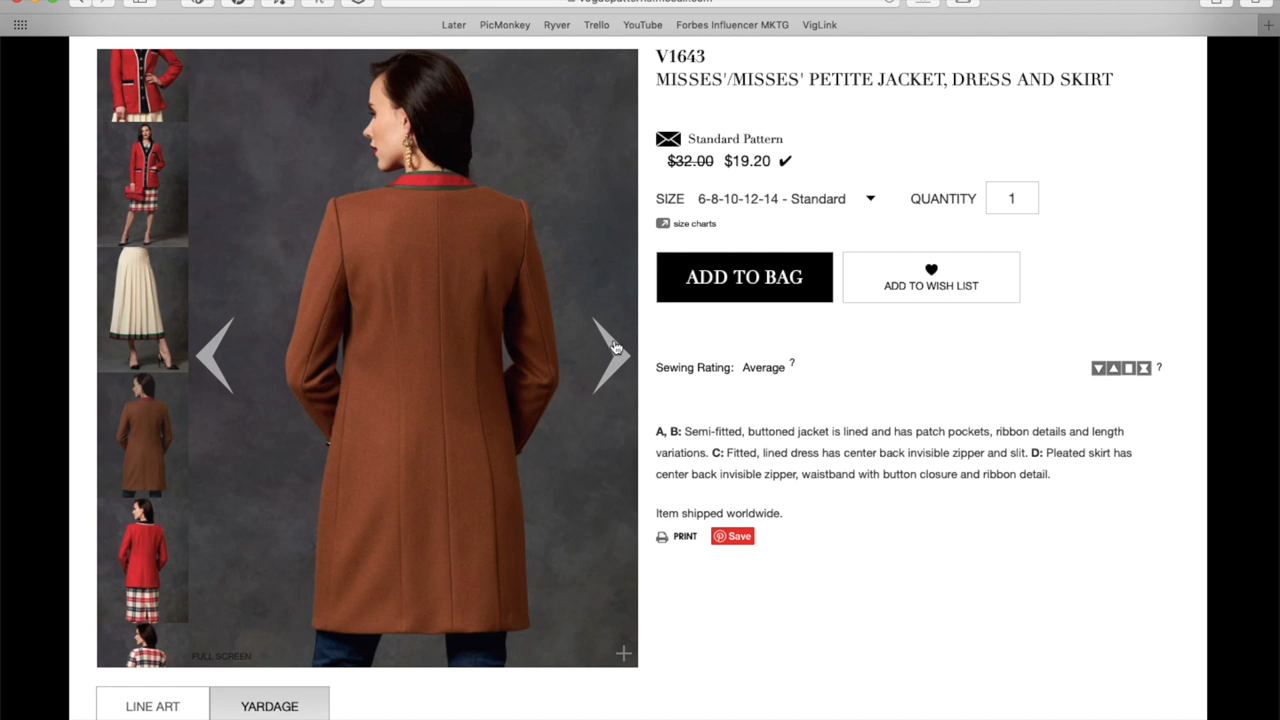 Later PicMonkey Ryver Trello YouTube Forbes Influencer MKTG VigLink
V1643
MISSES'/MISSES' PETITE JACKET, DRESS AND SKIRT
Standard Pattern
$32.00 $19.20 ✔
SIZE 6-8-10-12-14 - Standard QUANTITY 1
size charts
ADD TO BAG
ADD TO WISH LIST
Sewing Rating: Average ?
?
A, B: Semi-fitted, buttoned jacket is lined and has patch pockets, ribbon details and length
variations. C: Fitted, lined dress has center back invisible zipper and slit. D: Pleated skirt has
center back invisible zipper, waistband with button closure and ribbon detail.
Item shipped worldwide.
PRINT Save
FULL SCREEN
LINE ART YARDAGE